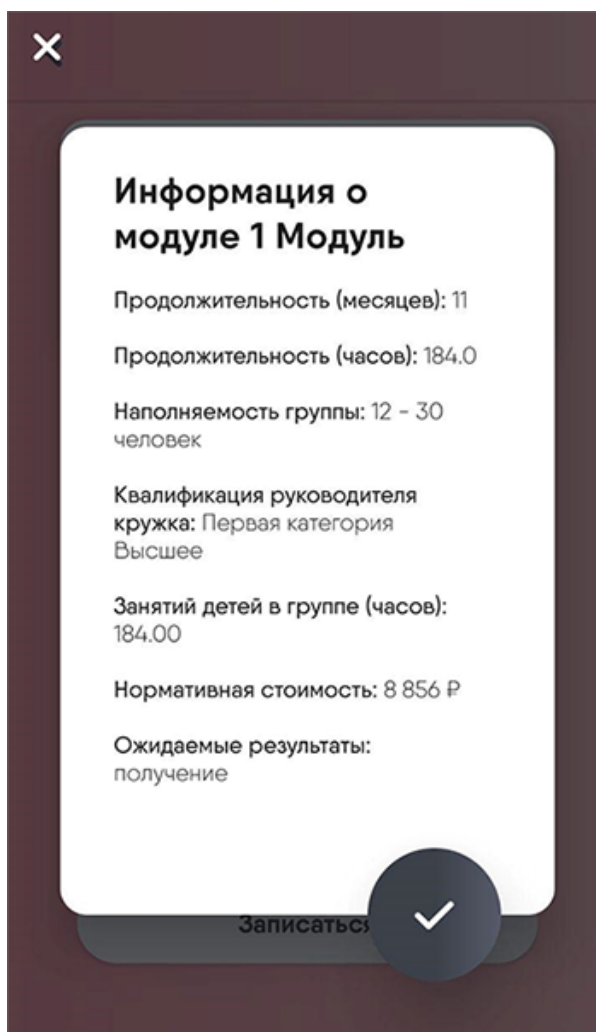 Информация о
модуле 1 Модуль
Продолжительность (месяцев): 11
Продолжительность (часов): 184.0
Наполняемость группы: 12 - 30
человек
Квалификация руководителя
кружка: Первая категория
Высшее
Занятий детей в группе (часов):
184.00
Нормативная стоимость: 8 856 ₽
Ожидаемые результаты:
получение
Записаться